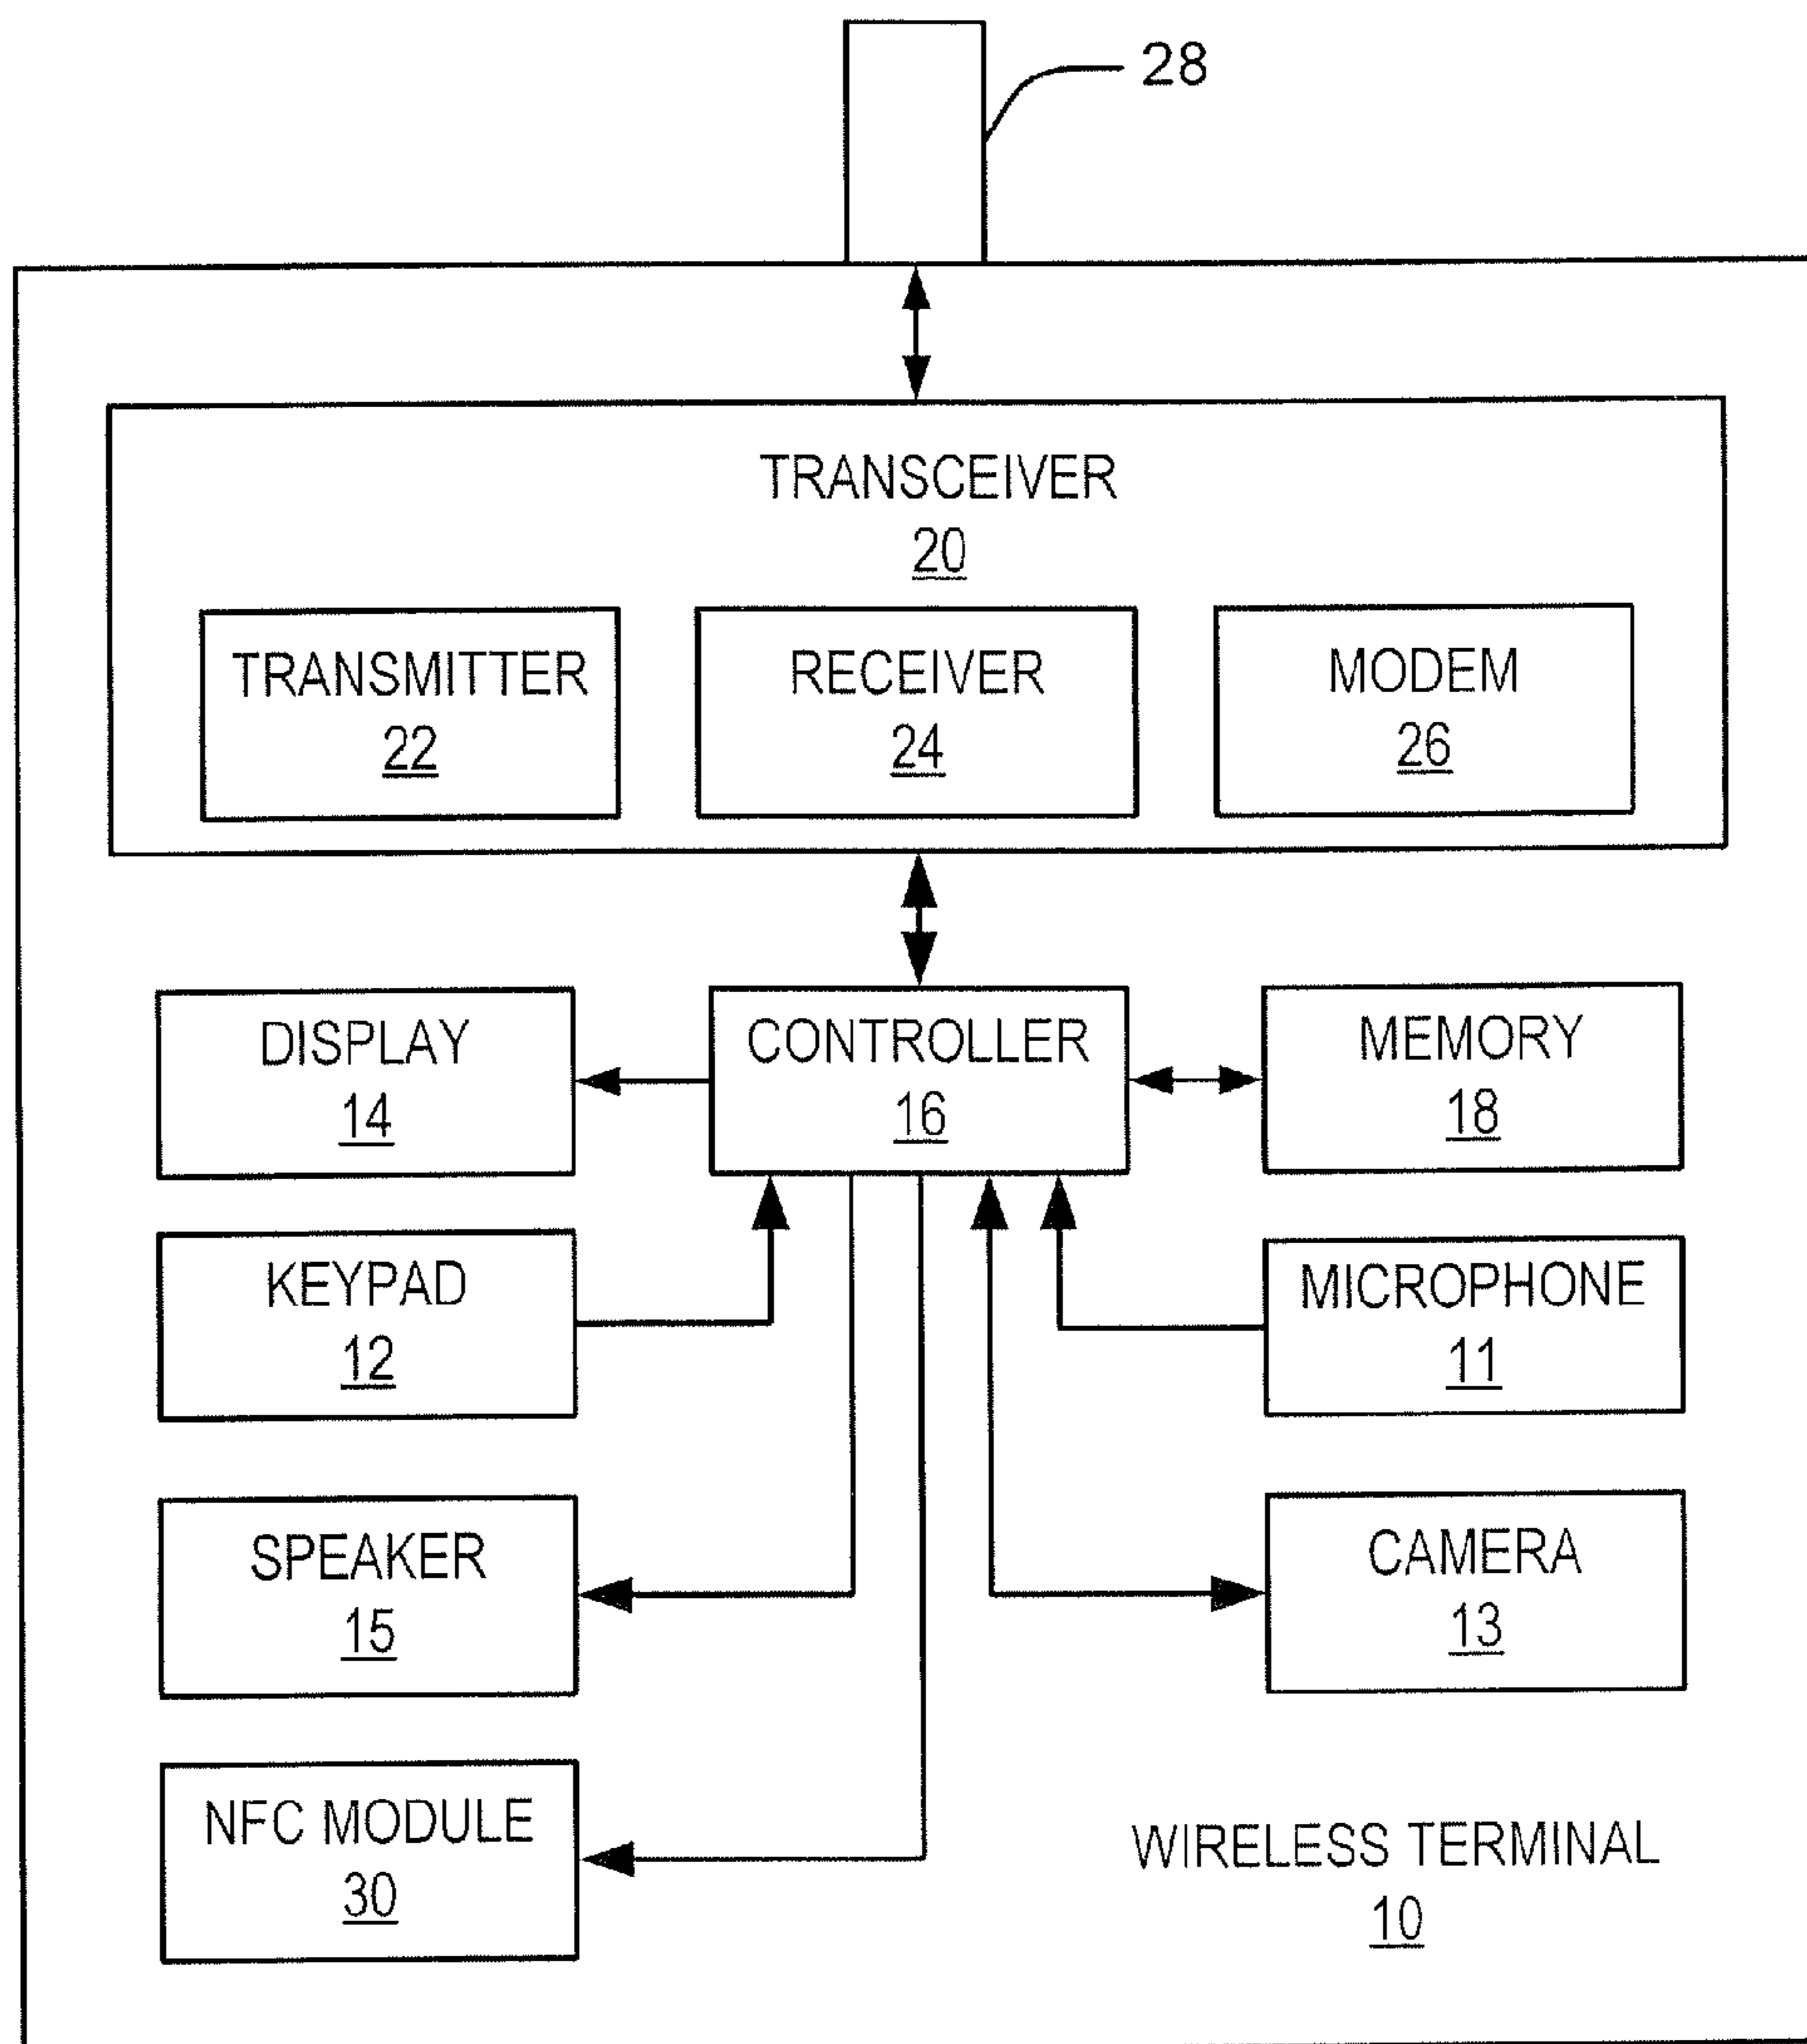 28
TRANSCEIVER
20
TRANSMITTER
22
RECEIVER
24
MODEM
26
DISPLAY
14
CONTROLLER
16
MEMORY
18
KEYPAD
12
MICROPHONE
11
SPEAKER
15
CAMERA
13
NFC MODULE
30
WIRELESS TERMINAL
10